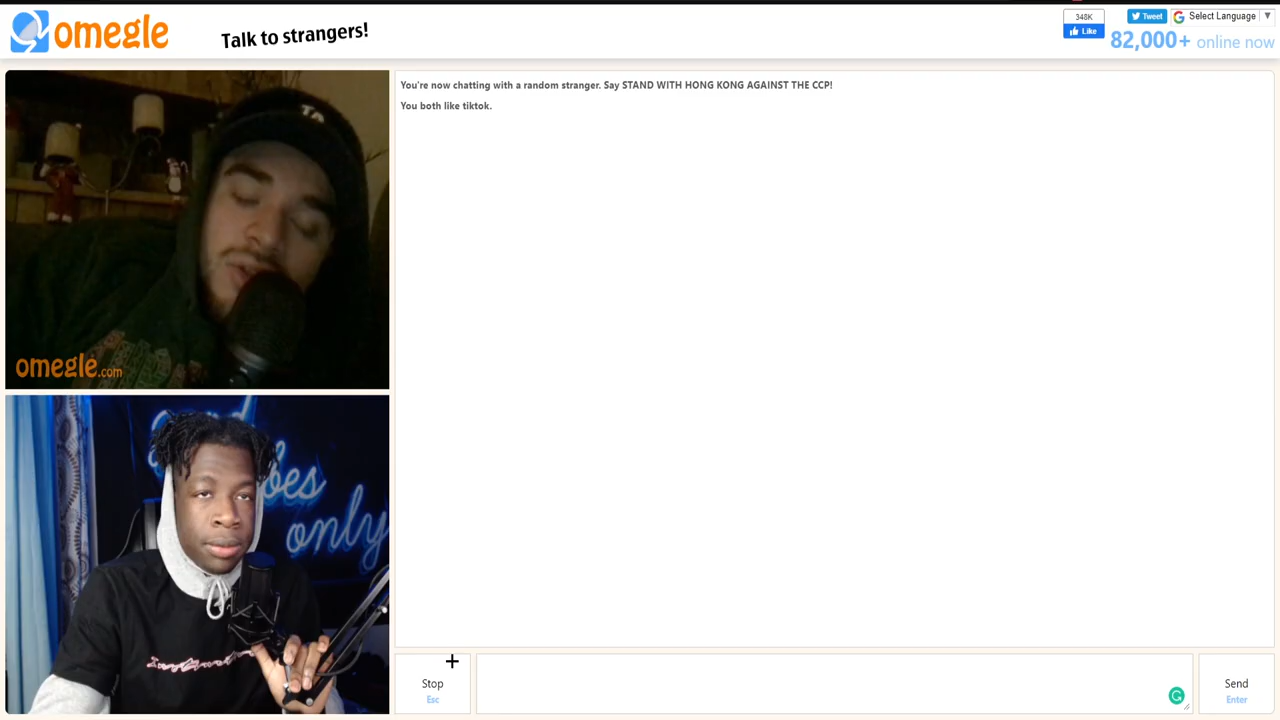 omegle
Talk to strangers!
348K
Like
Tweet
Select Language
82,000+ online now
You're now chatting with a random stranger. Say STAND WITH HONG KONG AGAINST THE CCP!
You both like tiktok.
omegle.com
only
Stop
Esc
Send
Enter